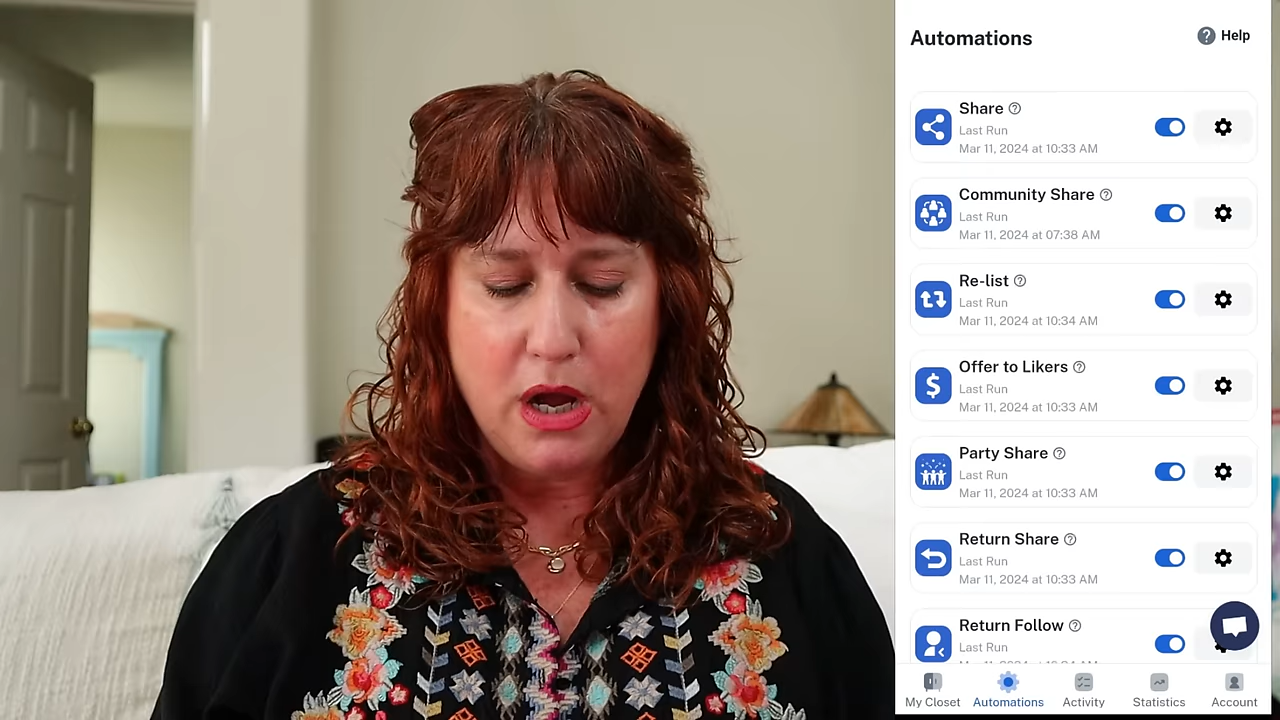 Automations
Help
Share
Last Run
Mar 11, 2024 at 10:33 AM
Community Share
Last Run
Mar 11, 2024 at 07:38 AM
Re-list
Last Run
Mar 11, 2024 at 10:34 AM
Offer to Likers
Last Run
Mar 11, 2024 at 10:33 AM
Party Share
Last Run
Mar 11, 2024 at 10:33 AM
Return Share
Last Run
Mar 11, 2024 at 10:33 AM
Return Follow
Last Run
My Closet
Automations
Activity
Statistics
Account